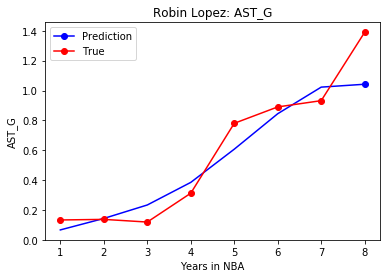 Robin Lopez: AST_G
Prediction
True
1.4
1.2
1.0
0.8
0.6
0.4
0.2
0.0
AST_G
1 2 3 4 5 6 7 8
Years in NBA